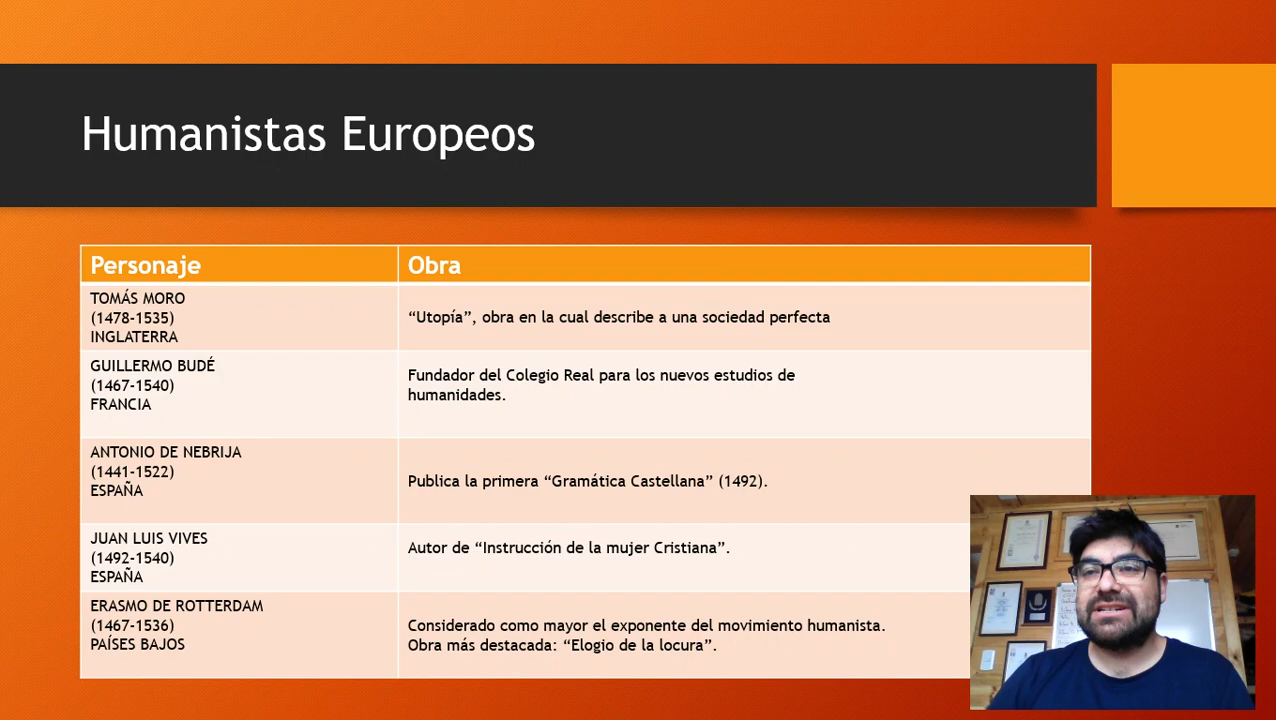 Humanistas Europeos
Personaje
Obra
TOMÁS MORO
(1478-1535)
INGLATERRA
“Utopía”, obra en la cual describe a una sociedad perfecta
GUILLERMO BUDÉ
(1467-1540)
FRANCIA
Fundador del Colegio Real para los nuevos estudios de
humanidades.
ANTONIO DE NEBRIJA
(1441-1522)
ESPAÑA
Publica la primera “Gramática Castellana” (1492).
JUAN LUIS VIVES
(1492-1540)
ESPAÑA
Autor de “Instrucción de la mujer Cristiana”.
ERASMO DE ROTTERDAM
(1467-1536)
PAÍSES BAJOS
Considerado como mayor el exponente del movimiento humanista.
Obra más destacada: “Elogio de la locura”.